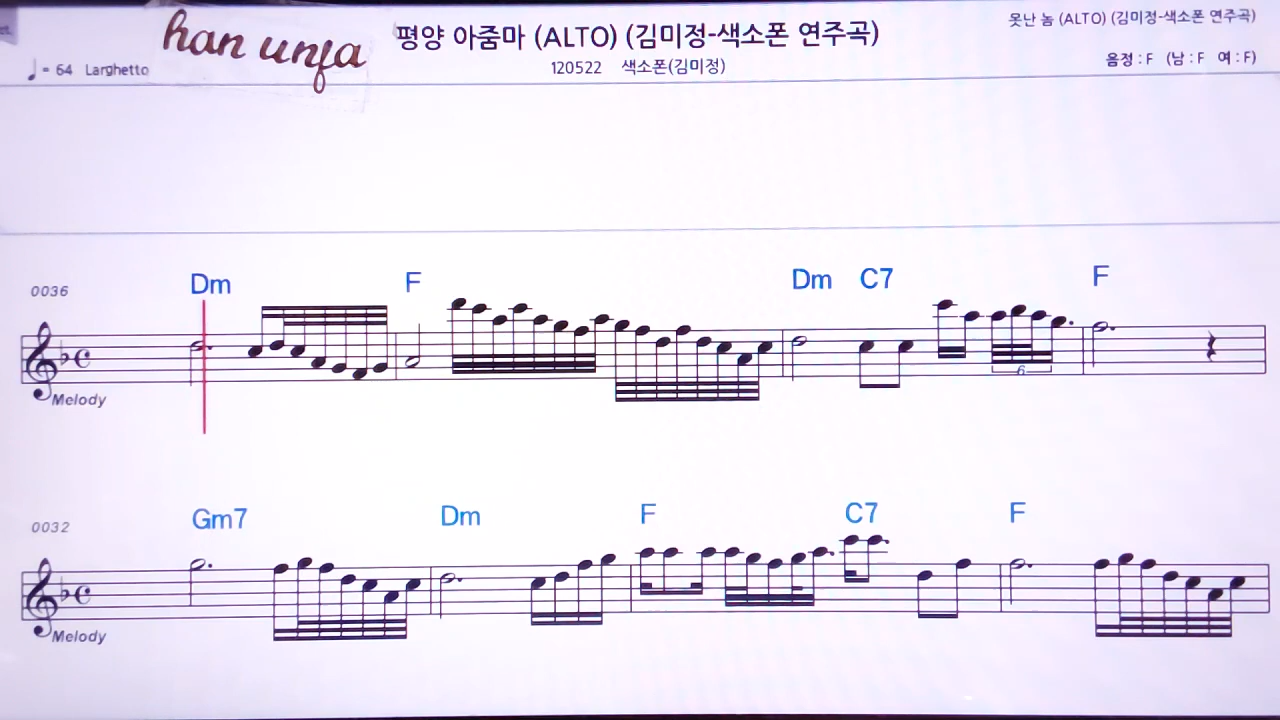 han unfa
평양 아줌마 (ALTO) (김미정-색소폰 연주곡)
못난 놈 (ALTO) (김미정-색소폰 연주곡)
♩ = 64 Larghetto
120522 색소폰(김미정)
음정 : F (남 : F 여 : F)
Dm F Dm C7 F
0036
6
Melody
Gm7 Dm F C7 F
0032
Melody